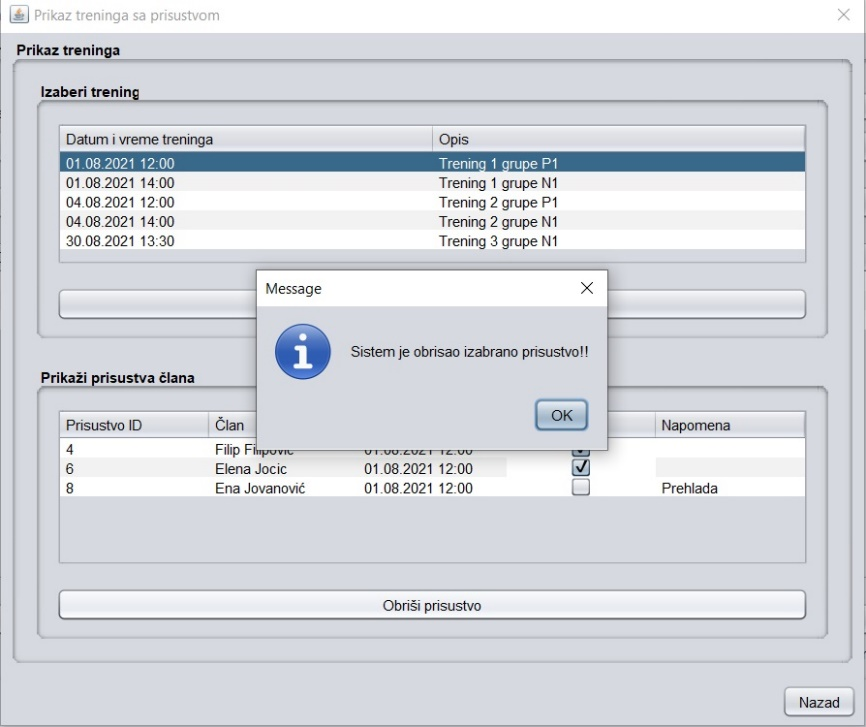 Prikaz treninga sa prisustvom
Prikaz treninga
Izaberi trening
Datum i vreme treninga Opis
01.08.2021 12:00 Trening 1 grupe P1
01.08.2021 14:00 Trening 1 grupe N1
04.08.2021 12:00 Trening 2 grupe P1
04.08.2021 14:00 Trening 2 grupe N1
30.08.2021 13:30 Trening 3 grupe N1
Message
Sistem je obrisao izabrano prisustvo!!
OK
Prikaži prisustva člana
Prisustvo ID Član Napomena
4 Filip Filipović 01.08.2021 12:00
6 Elena Jocic 01.08.2021 12:00
8 Ena Jovanović 01.08.2021 12:00 Prehlada
Obriši prisustvo
Nazad